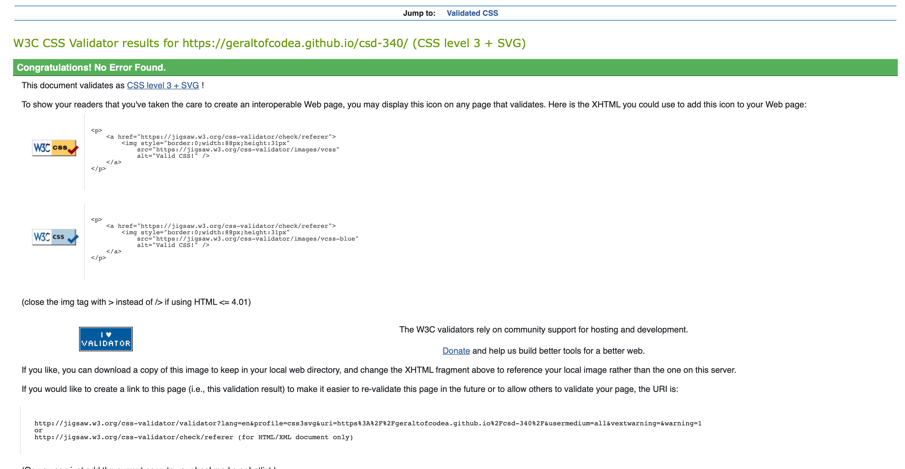 Jump to: Validated CSS
W3C CSS Validator results for https://geraltofcodea.github.io/csd-340/ (CSS level 3 + SVG)
Congratulations! No Error Found.
This document validates as CSS level 3 + SVG !
To show your readers that you've taken the care to create an interoperable Web page, you may display this icon on any page that validates. Here is the XHTML you could use to add this icon to your Web page:
W3C css
<p>
<a href="https://jigsaw.w3.org/css-validator/check/referer">
<img style="border:0;width:88px;height:31px"
src="https://jigsaw.w3.org/css-validator/images/vcss"
alt="Valid CSS!" />
</a>
</p>
W3C css
<p>
<a href="https://jigsaw.w3.org/css-validator/check/referer">
<img style="border:0;width:88px;height:31px"
src="https://jigsaw.w3.org/css-validator/images/vcss-blue"
alt="Valid CSS!" />
</a>
</p>
(close the img tag with > instead of /> if using HTML <= 4.01)
I ♥
VALIDATOR
The W3C validators rely on community support for hosting and development.
Donate and help us build better tools for a better web.
If you like, you can download a copy of this image to keep in your local web directory, and change the XHTML fragment above to reference your local image rather than the one on this server.
If you would like to create a link to this page (i.e., this validation result) to make it easier to re-validate this page in the future or to allow others to validate your page, the URI is:
http://jigsaw.w3.org/css-validator/validator?lang=en&profile=css3svg&uri=https%3A%2F%2Fgeraltofcodea.github.io%2Fcsd-340%2F&usermedium=all&vextwarning=&warning=1
or
http://jigsaw.w3.org/css-validator/check/referer (for HTML/XML document only)